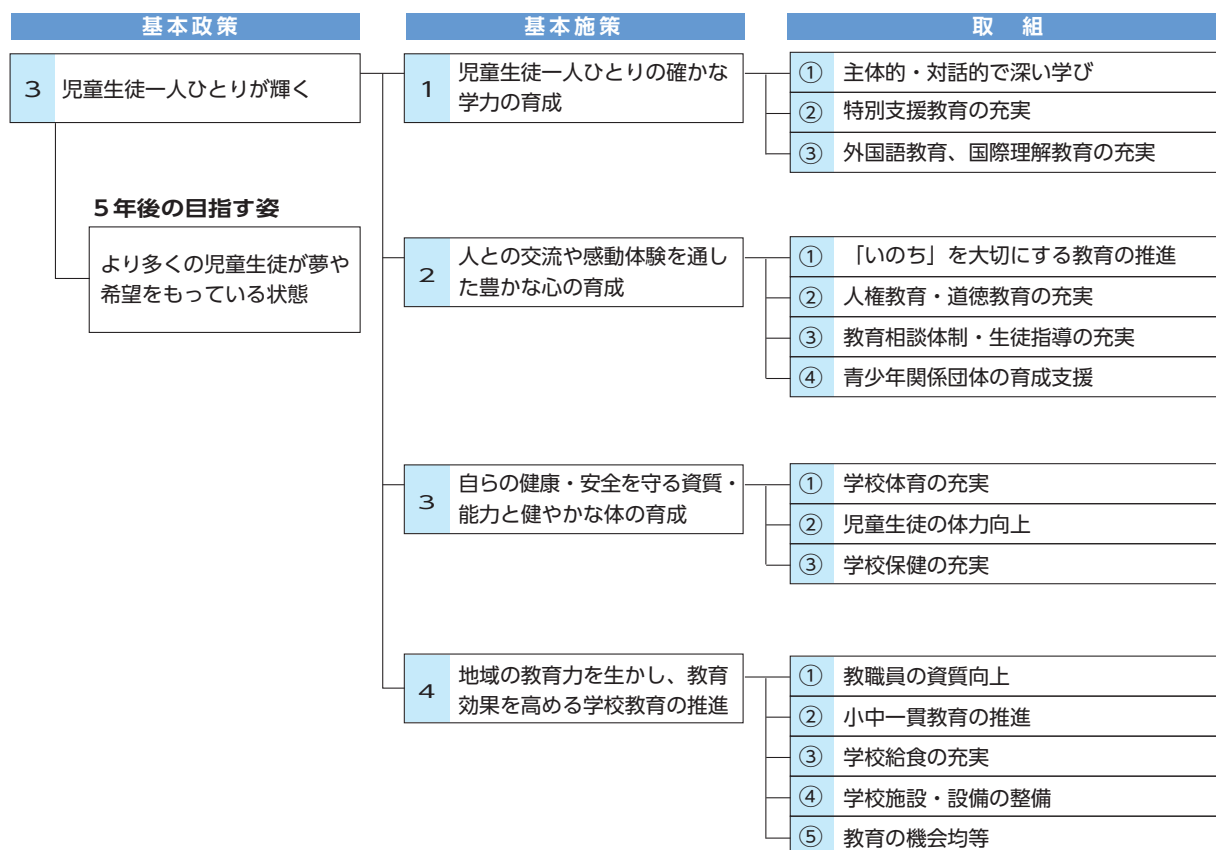 基本政策
基本施策
取 組
3 児童生徒一人ひとりが輝く
5年後の目指す姿
より多くの児童生徒が夢や
希望をもっている状態
1 児童生徒一人ひとりの確かな
学力の育成
① 主体的・対話的で深い学び
② 特別支援教育の充実
③ 外国語教育、国際理解教育の充実
2 人との交流や感動体験を通し
た豊かな心の育成
① 「いのち」を大切にする教育の推進
② 人権教育・道徳教育の充実
③ 教育相談体制・生徒指導の充実
④ 青少年関係団体の育成支援
3 自らの健康・安全を守る資質・
能力と健やかな体の育成
① 学校体育の充実
② 児童生徒の体力向上
③ 学校保健の充実
4 地域の教育力を生かし、教育
効果を高める学校教育の推進
① 教職員の資質向上
② 小中一貫教育の推進
③ 学校給食の充実
④ 学校施設・設備の整備
⑤ 教育の機会均等